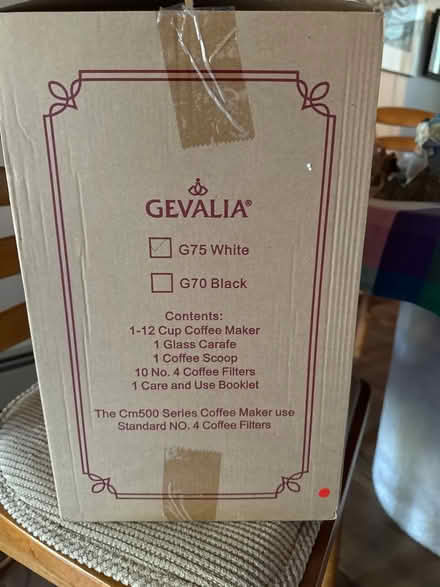 GEVALIA®
G75 White
G70 Black
Contents:
1-12 Cup Coffee Maker
1 Glass Carafe
1 Coffee Scoop
10 No. 4 Coffee Filters
1 Care and Use Booklet
The Cm500 Series Coffee Maker use
Standard NO. 4 Coffee Filters